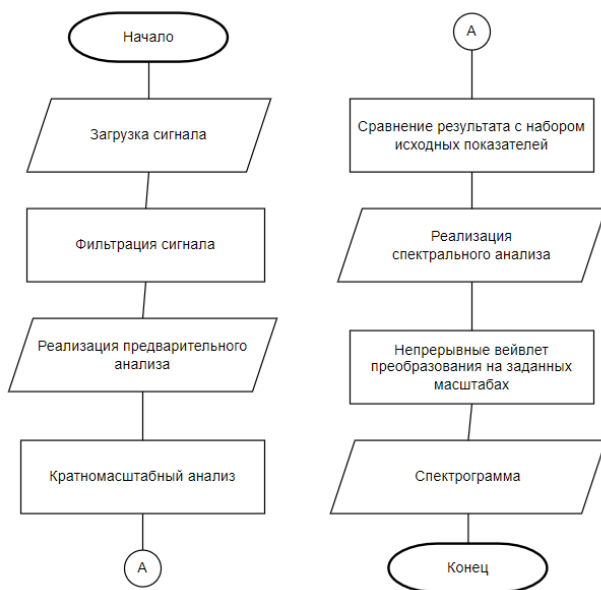 Начало
Загрузка сигнала
Фильтрация сигнала
Реализация предварительного
анализа
Кратномасштабный анализ
А
А
Сравнение результата с набором
исходных показателей
Реализация
спектрального анализа
Непрерывные вейвлет
преобразования на заданных
масштабах
Спектрограмма
Конец